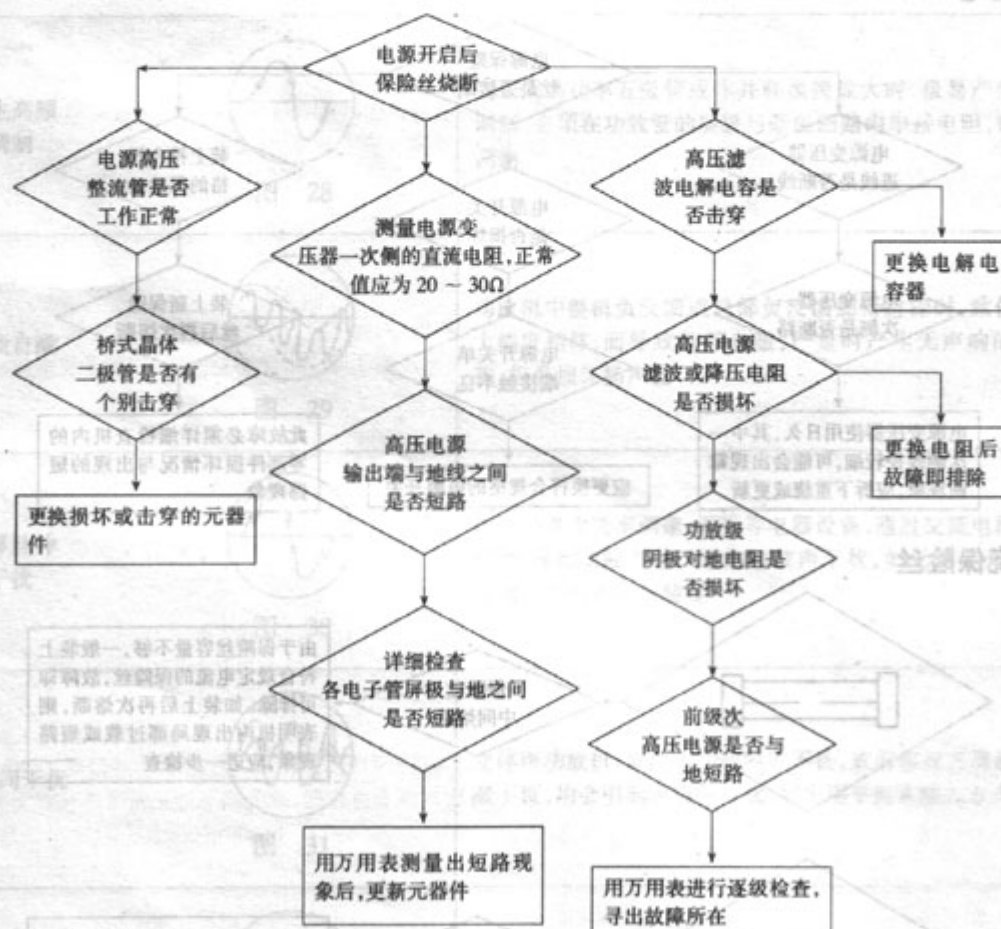 电源开启后
保险丝烧断
电源高压
整流管是否
工作正常
桥式晶体
二极管是否有
个别击穿
更换损坏或击穿的元器
件
测量电源变
压器一次侧的直流电阻,正常
值应为 20 ~ 30Ω
高压电源
输出端与地线之间
是否短路
详细检查
各电子管屏极与地之间
是否短路
用万用表测量出短路现
象后,更新元器件
高压滤
波电解电容是
否击穿
更换电解电
容器
高压电源
滤波或降压电阻
是否损坏
更换电阻后
故障即排除
功放级
阴极对地电阻是
否损坏
前级次
高压电源是否与
地短路
用万用表进行逐级检查,
寻出故障所在